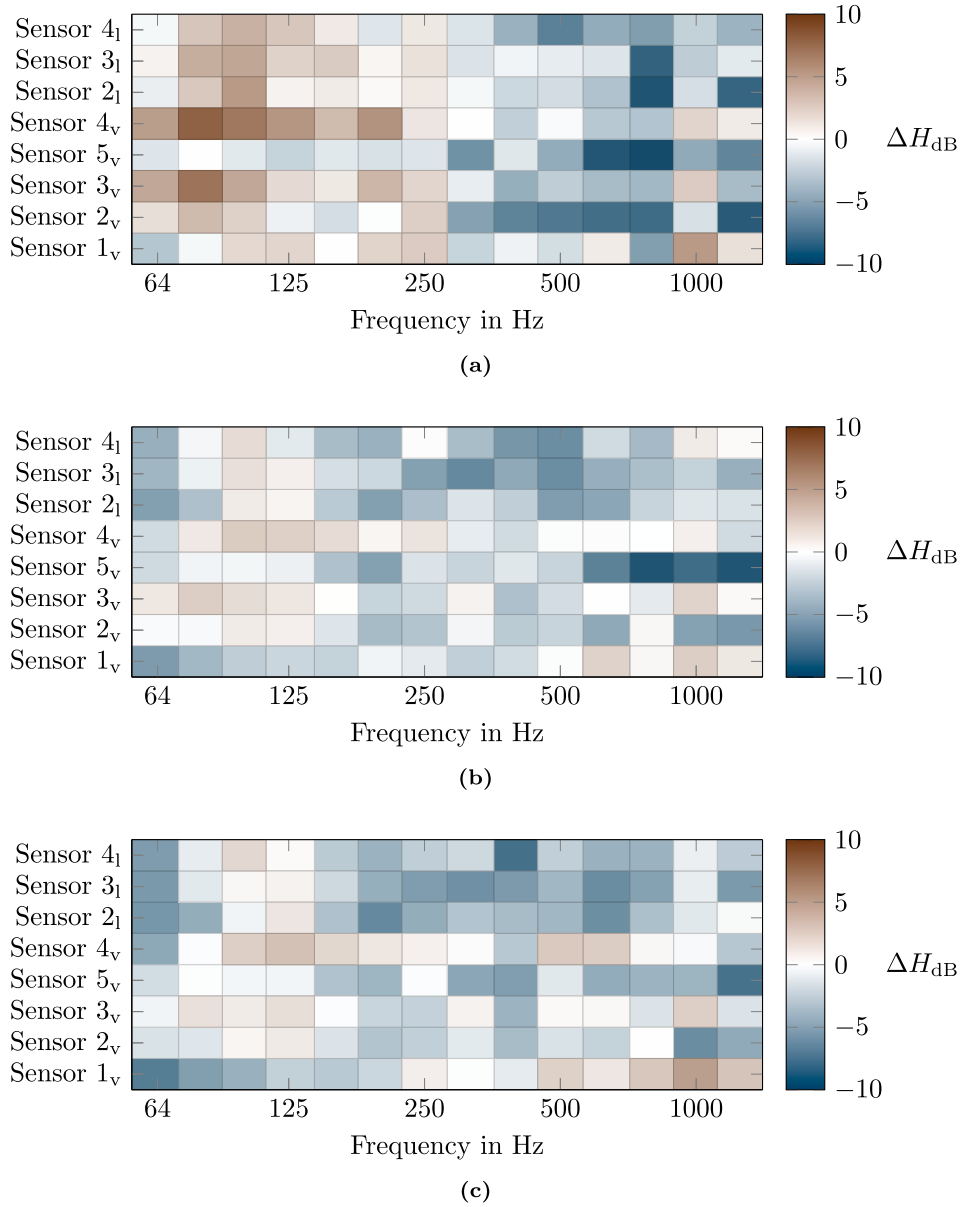 Sensor 4l
Sensor 3l
Sensor 2l
Sensor 4v
Sensor 5v
Sensor 3v
Sensor 2v
Sensor 1v
64 125 250 500 1000
Frequency in Hz
10
5
0
−5
−10
ΔHdB
(a)
Sensor 4l
Sensor 3l
Sensor 2l
Sensor 4v
Sensor 5v
Sensor 3v
Sensor 2v
Sensor 1v
64 125 250 500 1000
Frequency in Hz
10
5
0
−5
−10
ΔHdB
(b)
Sensor 4l
Sensor 3l
Sensor 2l
Sensor 4v
Sensor 5v
Sensor 3v
Sensor 2v
Sensor 1v
64 125 250 500 1000
Frequency in Hz
10
5
0
−5
−10
ΔHdB
(c)